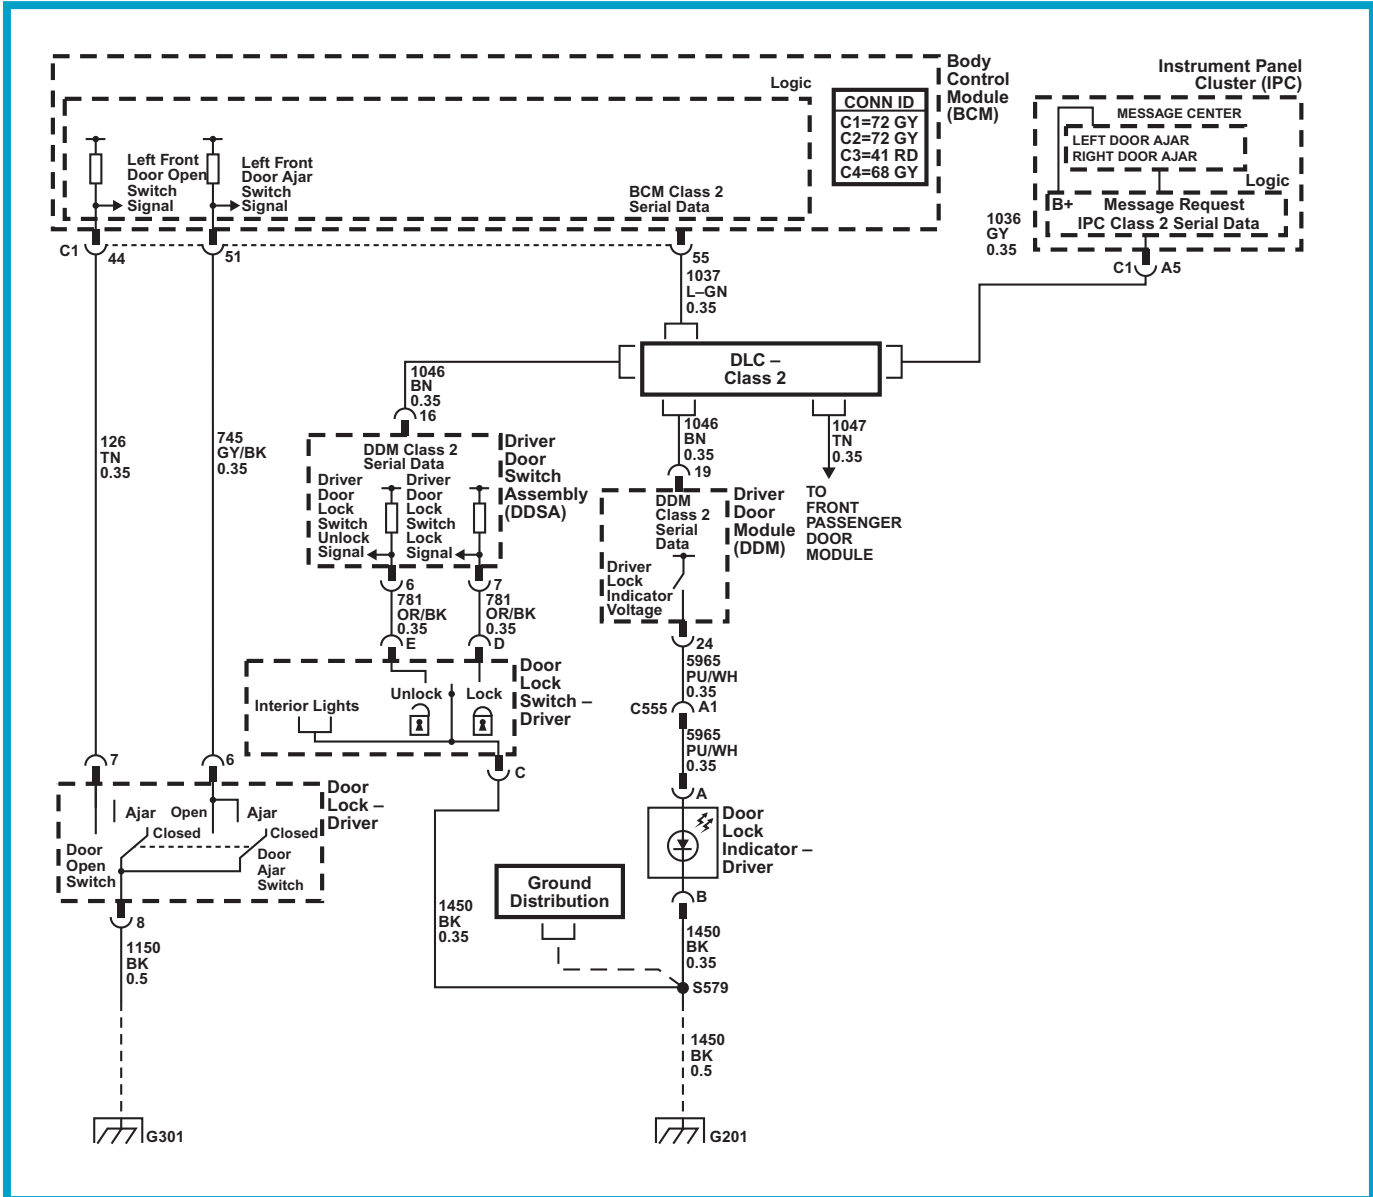 Body
Control
Module
(BCM)
Logic
CONN ID
C1=72 GY
C2=72 GY
C3=41 RD
C4=68 GY
Left Front
Door Open
Switch
Signal
Left Front
Door Ajar
Switch
Signal
BCM Class 2
Serial Data
Instrument Panel
Cluster (IPC)
MESSAGE CENTER
LEFT DOOR AJAR
RIGHT DOOR AJAR
Logic
B+
Message Request
IPC Class 2 Serial Data
1036
GY
0.35
C1
A5
C1
44
51
55
1037
L–GN
0.35
DLC –
Class 2
1046
BN
0.35
16
1046
BN
0.35
19
1047
TN
0.35
TO
FRONT
PASSENGER
DOOR
MODULE
126
TN
0.35
745
GY/BK
0.35
DDM Class 2
Serial Data
Driver
Door
Lock
Switch
Unlock
Signal
Driver
Door
Lock
Switch
Lock
Signal
Driver
Door
Switch
Assembly
(DDSA)
DDM
Class 2
Serial
Data
Driver
Lock
Indicator
Voltage
Driver
Door
Module
(DDM)
6
781
OR/BK
0.35
E
7
781
OR/BK
0.35
D
24
5965
PU/WH
0.35
C555
A1
5965
PU/WH
0.35
A
Interior Lights
Unlock
Lock
Door
Lock
Switch –
Driver
C
7
6
Ajar
Open
Ajar
Closed
Closed
Door
Open
Switch
Door
Ajar
Switch
Door
Lock –
Driver
8
1150
BK
0.5
G301
1450
BK
0.35
Ground
Distribution
Door
Lock
Indicator –
Driver
B
1450
BK
0.35
S579
1450
BK
0.5
G201